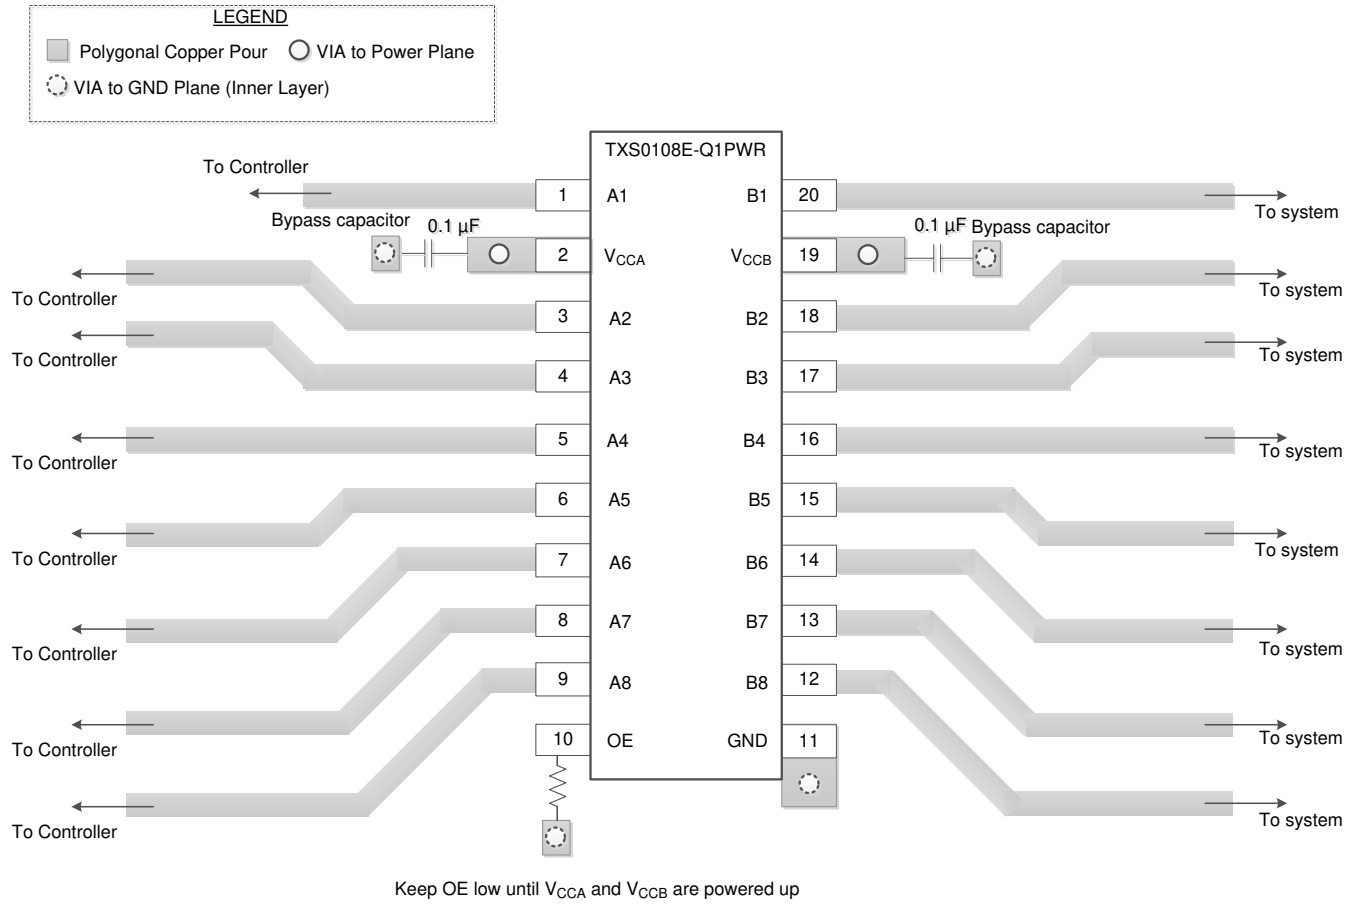 LEGEND
Polygonal Copper Pour
VIA to Power Plane
VIA to GND Plane (Inner Layer)
TXS0108E-Q1PWR
To Controller
1
A1
B1
20
To system
Bypass capacitor
0.1 µF
2
VCCA
VCCB
19
0.1 µF
Bypass capacitor
To Controller
3
A2
B2
18
To system
To Controller
4
A3
B3
17
To system
To Controller
5
A4
B4
16
To system
To Controller
6
A5
B5
15
To system
To Controller
7
A6
B6
14
To system
To Controller
8
A7
B7
13
To system
To Controller
9
A8
B8
12
To system
10
OE
GND
11
Keep OE low until VCCA and VCCB are powered up